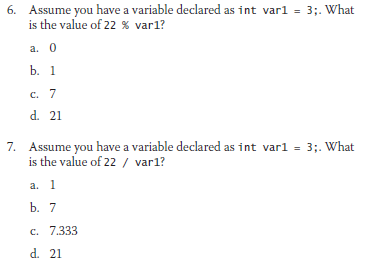 6. Assume you have a variable declared as int var1 = 3;. What
is the value of 22 % var1?
a. 0
b. 1
c. 7
d. 21
7. Assume you have a variable declared as int var1 = 3;. What
is the value of 22 / var1?
a. 1
b. 7
c. 7.333
d. 21